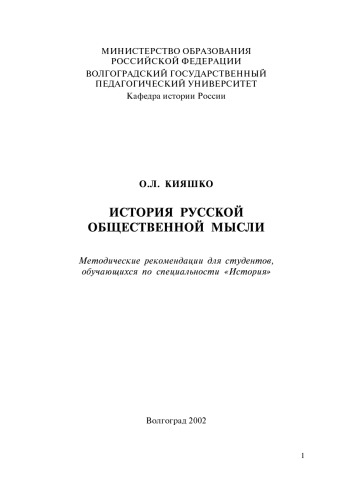 МИНИСТЕРСТВО ОБРАЗОВАНИЯ
РОССИЙСКОЙ ФЕДЕРАЦИИ
ВОЛГОГРАДСКИЙ ГОСУДАРСТВЕННЫЙ
ПЕДАГОГИЧЕСКИЙ УНИВЕРСИТЕТ
Кафедра истории России
О.Л. КИЯШКО
ИСТОРИЯ РУССКОЙ
ОБЩЕСТВЕННОЙ МЫСЛИ
Методические рекомендации для студентов,
обучающихся по специальности «История»
Волгоград 2002
1